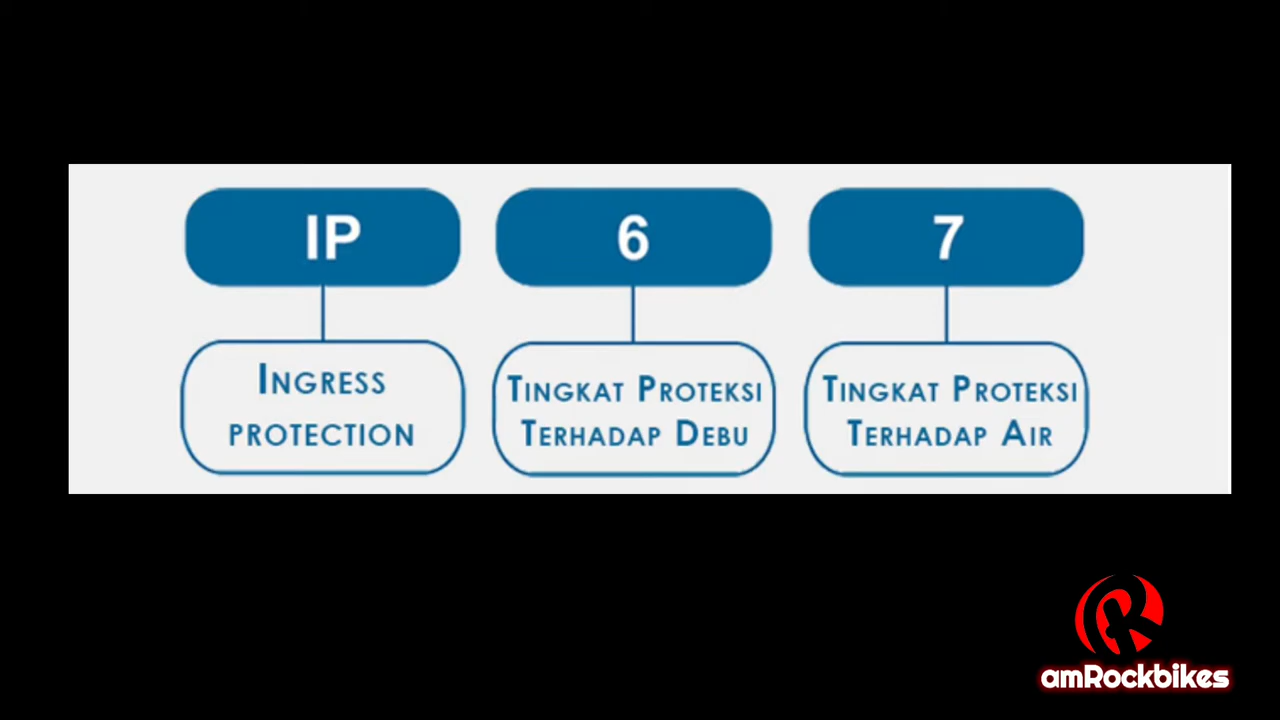 IP
6
7
INGRESS
PROTECTION
TINGKAT PROTEKSI
TERHADAP DEBU
TINGKAT PROTEKSI
TERHADAP AIR
amRockbikes